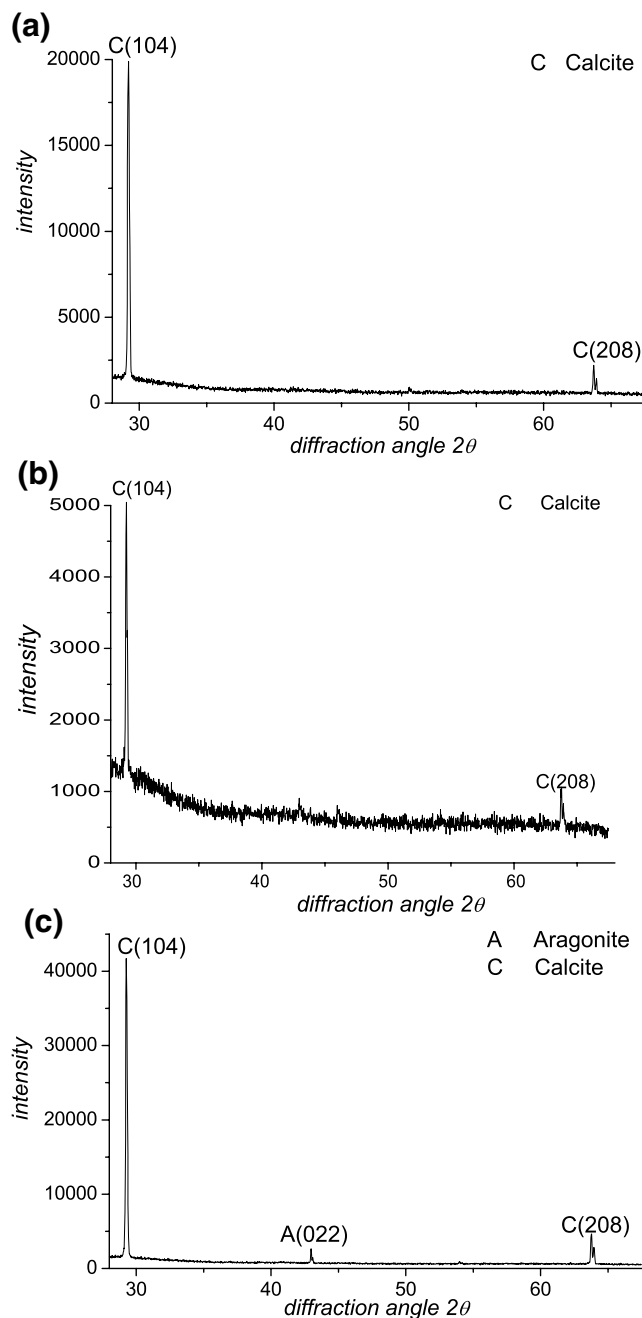 (a)
C(104)
C Calcite
20000
15000
10000
5000
0
intensity
C(208)
30 40 50 60
diffraction angle 2θ
(b)
C(104)
C Calcite
5000
4000
3000
2000
1000
0
intensity
C(208)
30 40 50 60
diffraction angle 2θ
(c)
C(104)
A Aragonite
C Calcite
40000
30000
20000
10000
0
intensity
A(022)
C(208)
30 40 50 60
diffraction angle 2θ